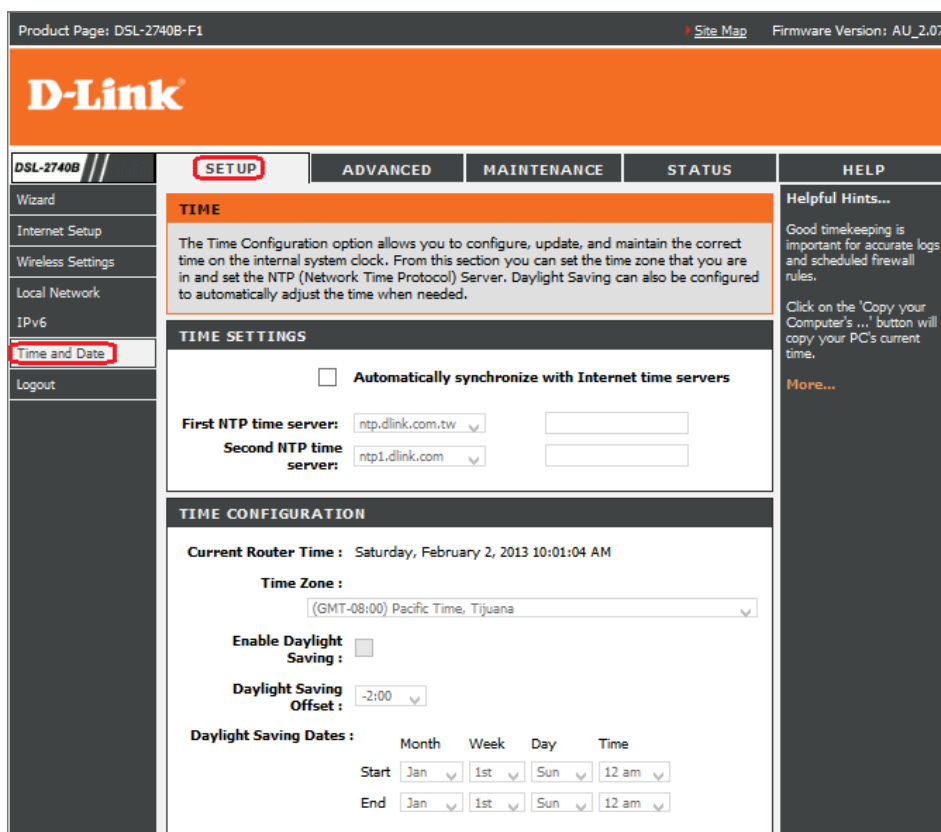 Product Page: DSL-2740B-F1 Site Map Firmware Version: AU_2.07
D-Link
DSL-2740B SETUP ADVANCED MAINTENANCE STATUS HELP
Wizard
Internet Setup
Wireless Settings
Local Network
IPv6
Time and Date
Logout
TIME
The Time Configuration option allows you to configure, update, and maintain the correct
time on the internal system clock. From this section you can set the time zone that you are
in and set the NTP (Network Time Protocol) Server. Daylight Saving can also be configured
to automatically adjust the time when needed.
TIME SETTINGS
Automatically synchronize with Internet time servers
First NTP time server: ntp.dlink.com.tw
Second NTP time
server: ntp1.dlink.com
TIME CONFIGURATION
Current Router Time : Saturday, February 2, 2013 10:01:04 AM
Time Zone :
(GMT-08:00) Pacific Time, Tijuana
Enable Daylight
Saving :
Daylight Saving
Offset : -2:00
Daylight Saving Dates :
Month Week Day Time
Start Jan 1st Sun 12 am
End Jan 1st Sun 12 am
Helpful Hints...
Good timekeeping is
important for accurate logs
and scheduled firewall
rules.
Click on the 'Copy your
Computer's ...' button will
copy your PC's current
time.
More...